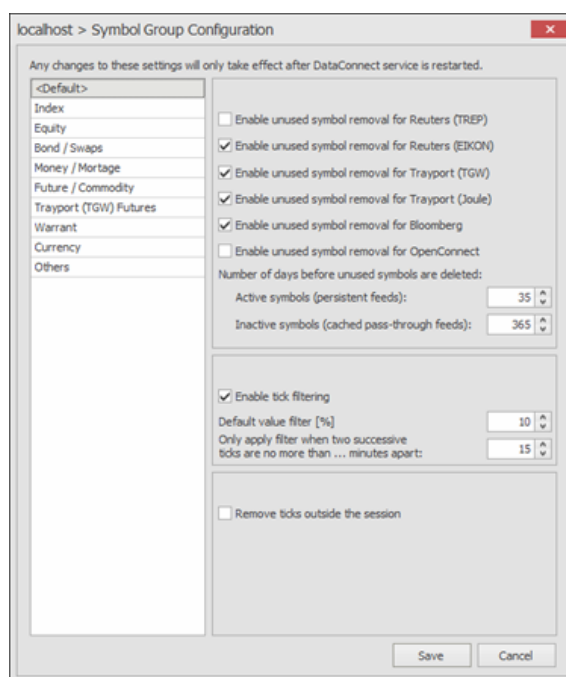 localhost > Symbol Group Configuration
Any changes to these settings will only take effect after DataConnect service is restarted.
<Default>
Index
Equity
Bond / Swaps
Money / Mortage
Future / Commodity
Trayport (TGW) Futures
Warrant
Currency
Others
Enable unused symbol removal for Reuters (TREP)
Enable unused symbol removal for Reuters (EIKON)
Enable unused symbol removal for Trayport (TGW)
Enable unused symbol removal for Trayport (Joule)
Enable unused symbol removal for Bloomberg
Enable unused symbol removal for OpenConnect
Number of days before unused symbols are deleted:
Active symbols (persistent feeds): 35
Inactive symbols (cached pass-through feeds): 365
Enable tick filtering
Default value filter [%] 10
Only apply filter when two successive
ticks are no more than ... minutes apart: 15
Remove ticks outside the session
Save Cancel